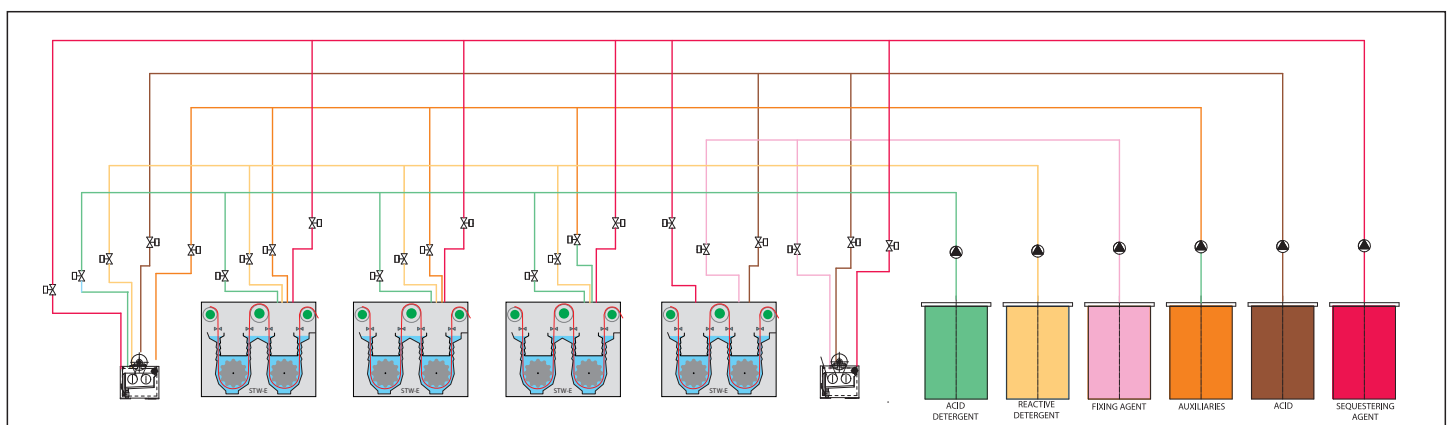 STW-E
STW-E
STW-E
STW-E
ACID
DETERGENT
REACTIVE
DETERGENT
FIXING AGENT
AUXILIARIES
ACID
SEQUESTERING
AGENT